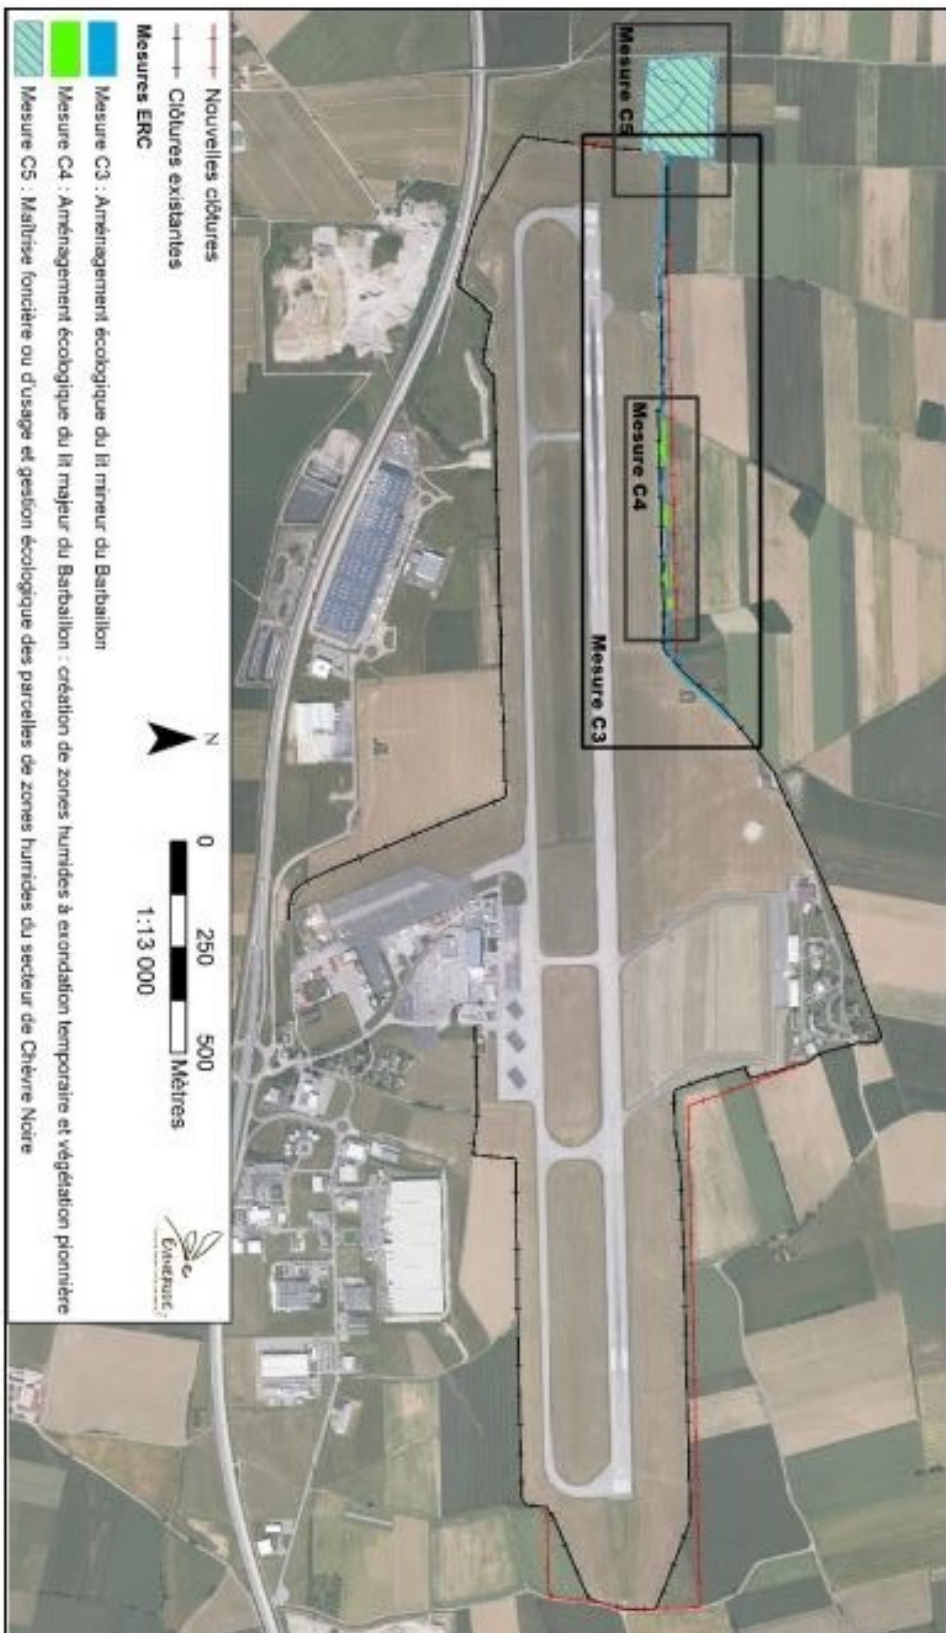 Mesure C5
Mesure C4
Mesure C3
Nouvelles clôtures
Clôtures existantes
Mesures ERC
Mesure C3 : Aménagement écologique du lit mineur du Barbaillon
Mesure C4 : Aménagement écologique du lit majeur du Barbaillon : création de zones humides à exondation temporaire et végétation pionnière
Mesure C5 : Maîtrise foncière ou d'usage et gestion écologique des parcelles de zones humides du secteur de Chèvre Noire
N
0 250 500
Mètres
1:13 000